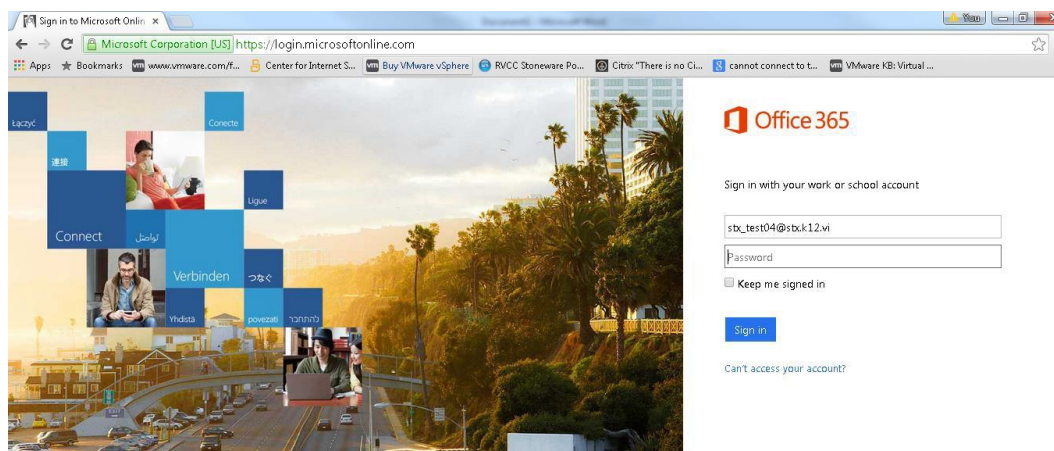 Sign in to Microsoft Onlin
You
Microsoft Corporation [US] https://login.microsoftonline.com
Apps Bookmarks www.vmware.com/f... Center for Internet S... Buy VMware vSphere RVCC Stoneware Po... Citrix "There is no Ci... cannot connect to t... VMware KB: Virtual ...
Łączyć
Conecte
連接
Ligue
Connect
تواصل
Verbinden
つなぐ
Yhdistä
povezati
להתחבר
Office 365
Sign in with your work or school account
stx_test04@stx.k12.vi
Password
Keep me signed in
Sign in
Can't access your account?